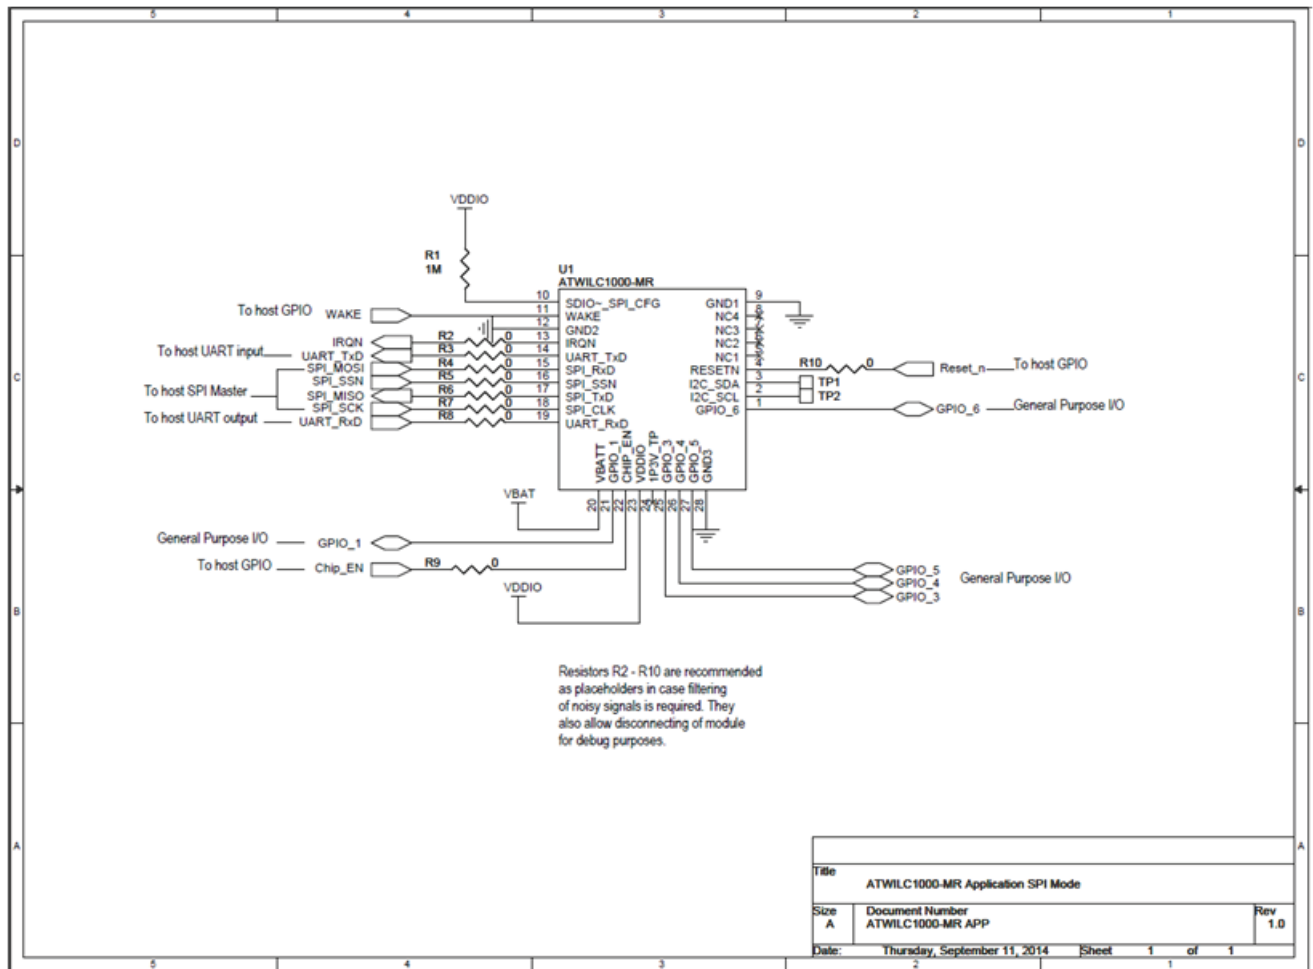 5 4 3 2 1
D D
VDDIO
R1
1M
U1
ATWILC1000-MR
To host GPIO WAKE
10 SDIO~_SPI_CFG
11 WAKE
12 GND2
IRQN R2 0 13 IRQN
To host UART input UART_TxD R3 0 14 UART_TxD
SPI_MOSI R4 0 15 SPI_RxD
SPI_SSN R5 0 16 SPI_SSN
To host SPI Master
SPI_MISO R6 0 17 SPI_TxD
SPI_SCK R7 0 18 SPI_CLK
To host UART output UART_RxD R8 0 19 UART_RxD
GND1 9
NC4
NC3
NC2
NC1
RESETN 4 R10 0 Reset_n To host GPIO
I2C_SDA 3 TP1
I2C_SCL 2 TP2
GPIO_6 1 GPIO_6 General Purpose I/O
C C
VBATT GPIO_1 CHIP_EN VDDIO 1P3V_TP GPIO_3 GPIO_4 GPIO_5 GND3
20 21 22 23 24 25 26 27 28
VBAT
General Purpose I/O GPIO_1
To host GPIO Chip_EN R9 0
VDDIO
GPIO_5
GPIO_4 General Purpose I/O
GPIO_3
B B
Resistors R2 - R10 are recommended
as placeholders in case filtering
of noisy signals is required. They
also allow disconnecting of module
for debug purposes.
A A
Title
ATWILC1000-MR Application SPI Mode
Size Document Number Rev
A ATWILC1000-MR APP 1.0
Date: Thursday, September 11, 2014 Sheet 1 of 1
5 4 3 2 1